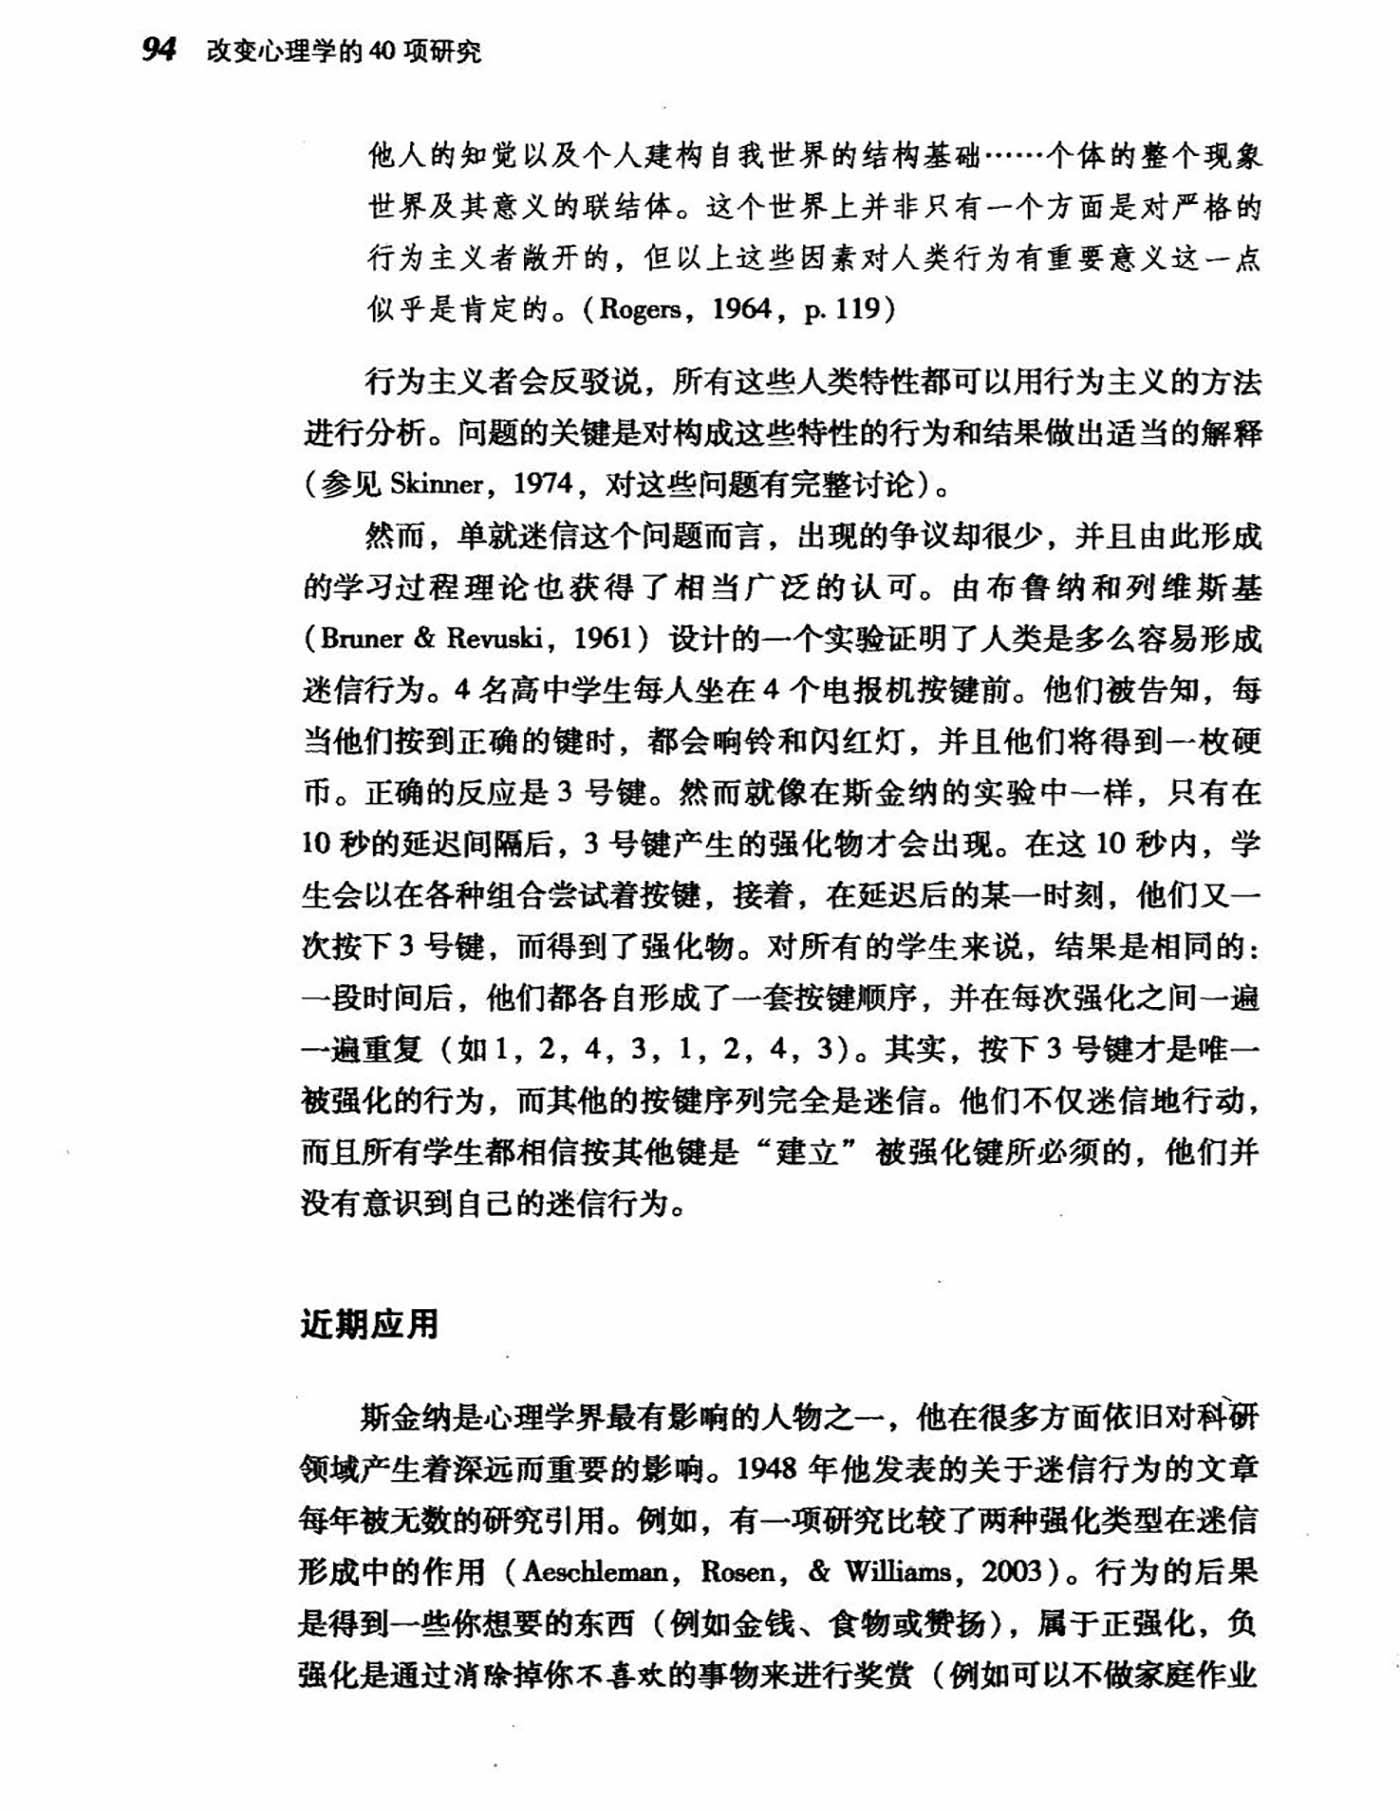 94 改变心理学的 40 项研究
他人的知觉以及个人建构自我世界的结构基础……个体的整个现象
世界及其意义的联结体。这个世界上并非只有一个方面是对严格的
行为主义者敞开的，但以上这些因素对人类行为有重要意义这一点
似乎是肯定的。（Rogers，1964，p. 119）
行为主义者会反驳说，所有这些人类特性都可以用行为主义的方法
进行分析。问题的关键是对构成这些特性的行为和结果做出适当的解释
（参见 Skinner，1974，对这些问题有完整讨论）。
然而，单就迷信这个问题而言，出现的争议却很少，并且由此形成
的学习过程理论也获得了相当广泛的认可。由布鲁纳和列维斯基
（Bruner & Revuski，1961）设计的一个实验证明了人类是多么容易形成
迷信行为。4 名高中学生每人坐在 4 个电报机按键前。他们被告知，每
当他们按到正确的键时，都会响铃和闪红灯，并且他们将得到一枚硬
币。正确的反应是 3 号键。然而就像在斯金纳的实验中一样，只有在
10 秒的延迟间隔后，3 号键产生的强化物才会出现。在这 10 秒内，学
生会以在各种组合尝试着按键，接着，在延迟后的某一时刻，他们又一
次按下 3 号键，而得到了强化物。对所有的学生来说，结果是相同的：
一段时间后，他们都各自形成了一套按键顺序，并在每次强化之间一遍
一遍重复（如 1，2，4，3，1，2，4，3）。其实，按下 3 号键才是唯一
被强化的行为，而其他的按键序列完全是迷信。他们不仅迷信地行动，
而且所有学生都相信按其他键是“建立”被强化键所必须的，他们并
没有意识到自己的迷信行为。
近期应用
斯金纳是心理学界最有影响的人物之一，他在很多方面依旧对科研
领域产生着深远而重要的影响。1948 年他发表的关于迷信行为的文章
每年被无数的研究引用。例如，有一项研究比较了两种强化类型在迷信
形成中的作用（Aeschleman，Rosen，& Williams，2003）。行为的后果
是得到一些你想要的东西（例如金钱、食物或赞扬），属于正强化，负
强化是通过消除掉你不喜欢的事物来进行奖赏（例如可以不做家庭作业